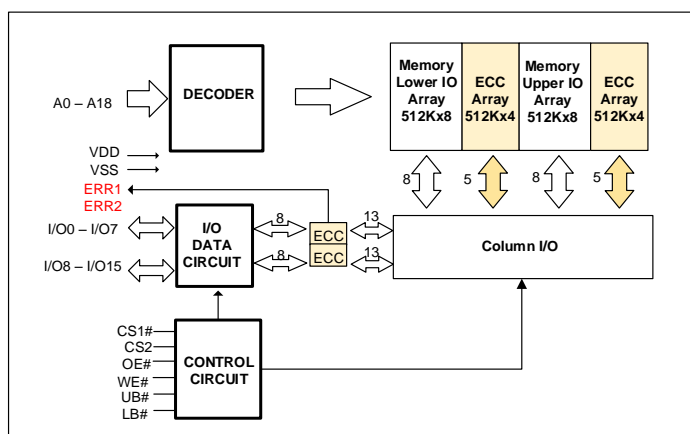 A0 – A18
DECODER
Memory
Lower IO
Array
512Kx8
ECC
Array
512Kx4
Memory
Upper IO
Array
512Kx8
ECC
Array
512Kx4
VDD
VSS
ERR1
ERR2
8
5
8
5
I/O0 – I/O7
I/O8 – I/O15
I/O
DATA
CIRCUIT
8
8
ECC
ECC
13
13
Column I/O
CS1#
CS2
OE#
WE#
UB#
LB#
CONTROL
CIRCUIT